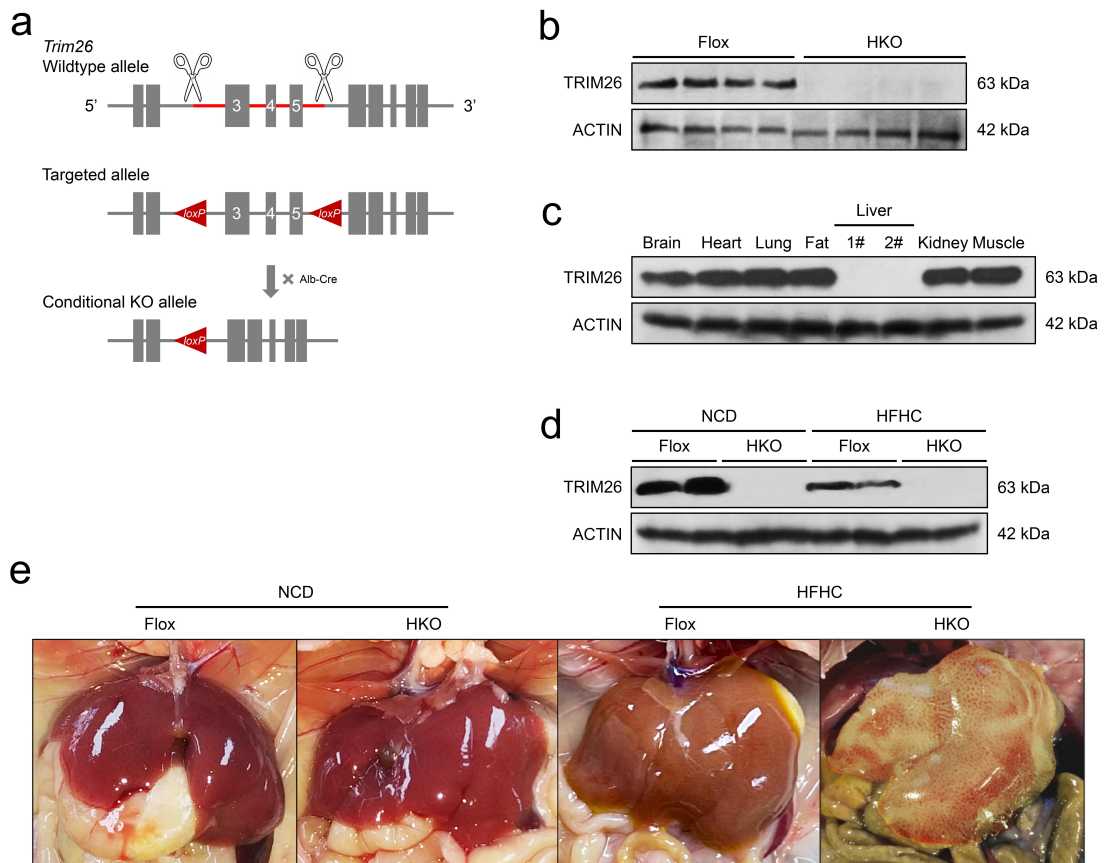 a
Trim26
Wildtype allele
5'
3
4
5
3'
Targeted allele
loxP
3
4
5
loxP
Alb-Cre
Conditional KO allele
loxP
b
Flox HKO
TRIM26 63 kDa
ACTIN 42 kDa
c
Liver
Brain Heart Lung Fat 1# 2# Kidney Muscle
TRIM26 63 kDa
ACTIN 42 kDa
d
NCD HFHC
Flox HKO Flox HKO
TRIM26 63 kDa
ACTIN 42 kDa
e
NCD HFHC
Flox HKO Flox HKO